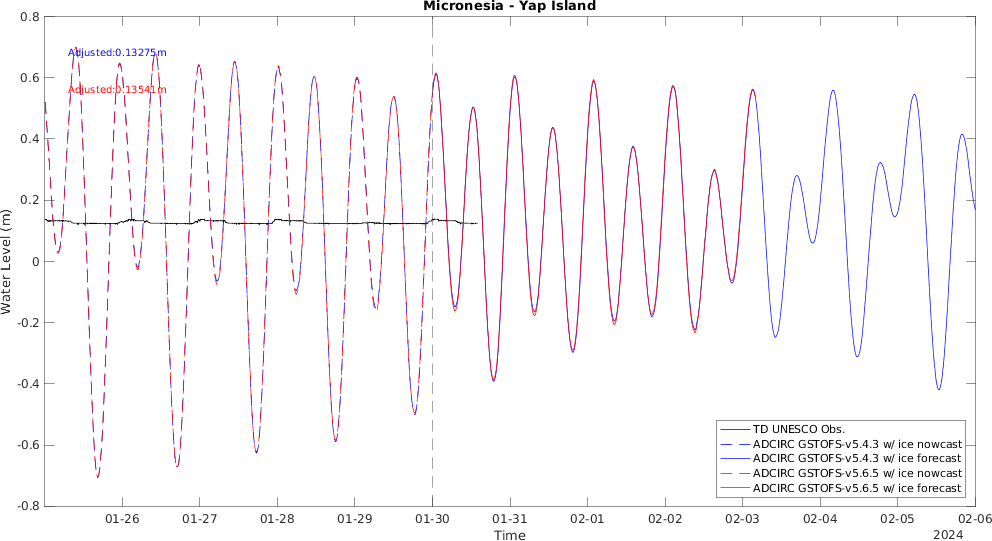 Micronesia - Yap Island
0.8
0.6
0.4
0.2
0
-0.2
-0.4
-0.6
-0.8
Water Level (m)
Adjusted:0.13275m
Adjusted:0.13541m
TD UNESCO Obs.
ADCIRC GSTOFS-v5.4.3 w/ ice nowcast
ADCIRC GSTOFS-v5.4.3 w/ ice forecast
ADCIRC GSTOFS-v5.6.5 w/ ice nowcast
ADCIRC GSTOFS-v5.6.5 w/ ice forecast
01-26 01-27 01-28 01-29 01-30 01-31 02-01 02-02 02-03 02-04 02-05 02-06
Time
2024